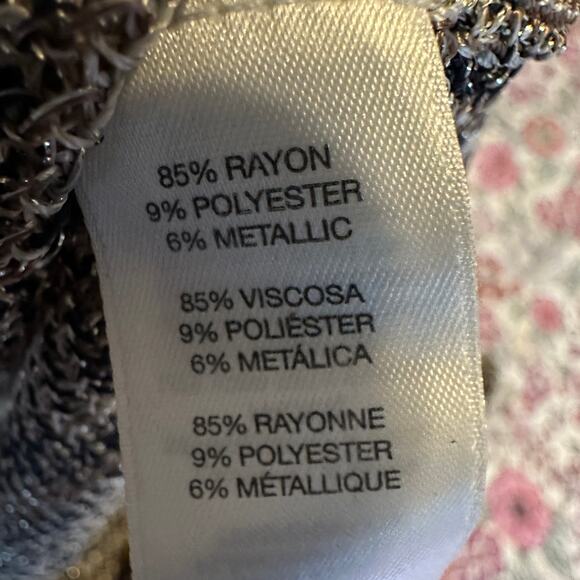 85% RAYON
9% POLYESTER
6% METALLIC
85% VISCOSA
9% POLIÉSTER
6% METÁLICA
85% RAYONNE
9% POLYESTER
6% MÉTALLIQUE